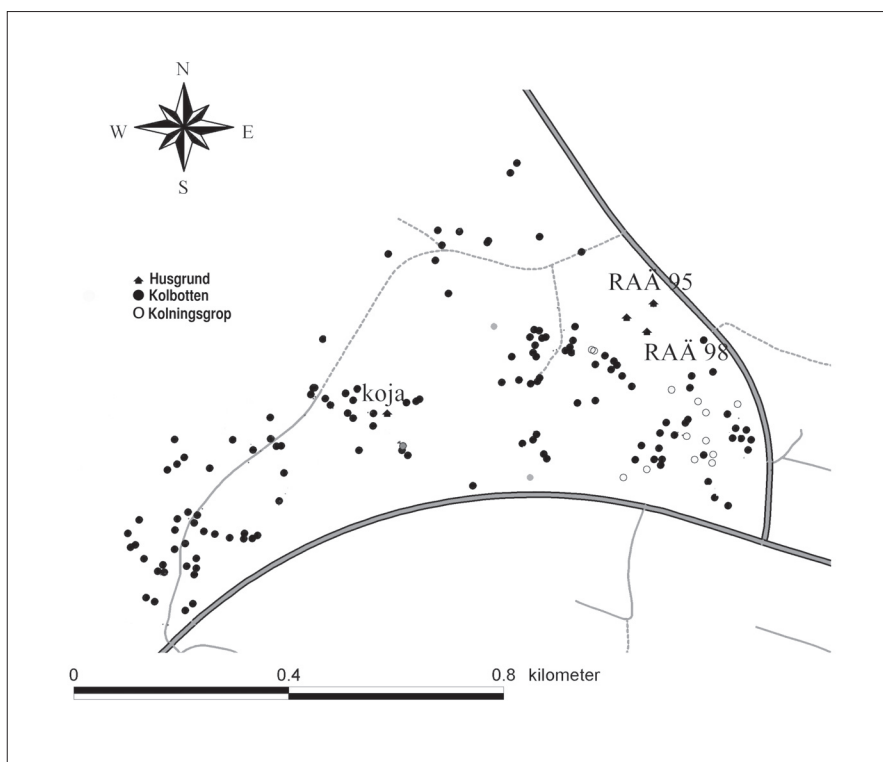 N
W E
S
Husgrund
Kolbotten
Kolningsgrop
RAÄ 95
RAÄ 98
koja
0 0.4 0.8 kilometer